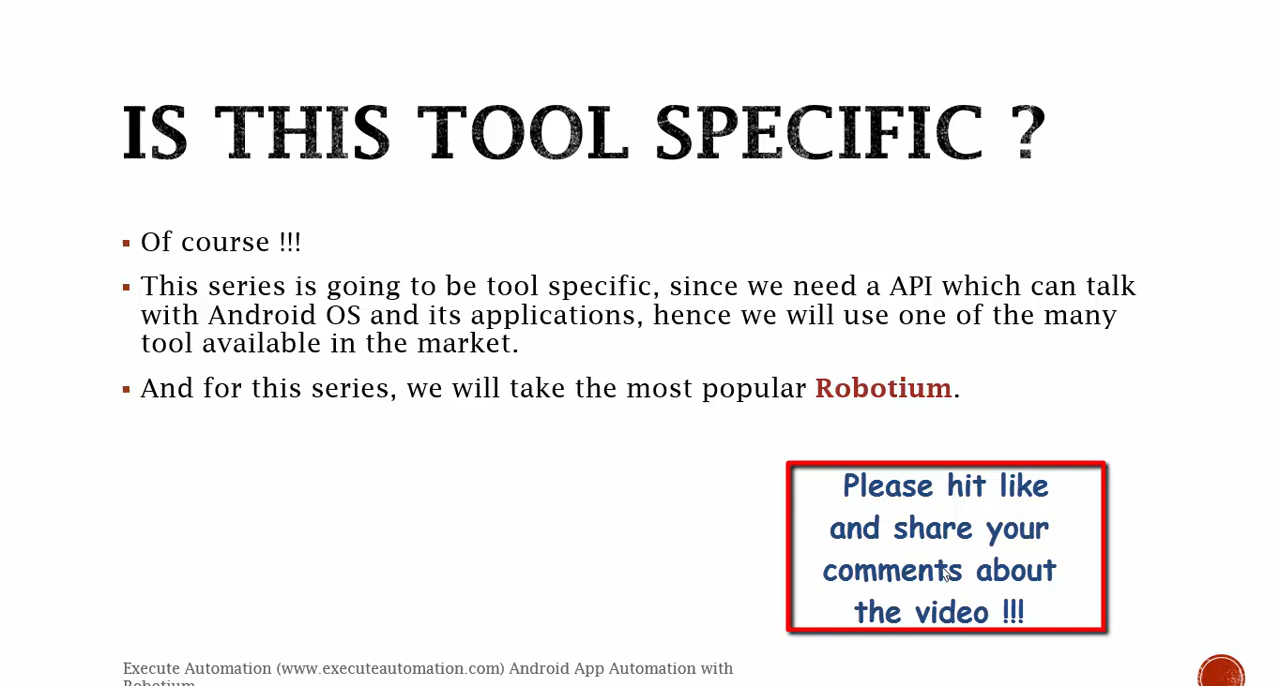 IS THIS TOOL SPECIFIC ?
Of course !!!
This series is going to be tool specific, since we need a API which can talk
with Android OS and its applications, hence we will use one of the many
tool available in the market.
And for this series, we will take the most popular Robotium.
Please hit like
and share your
comments about
the video !!!
Execute Automation (www.executeautomation.com) Android App Automation with
Robotium